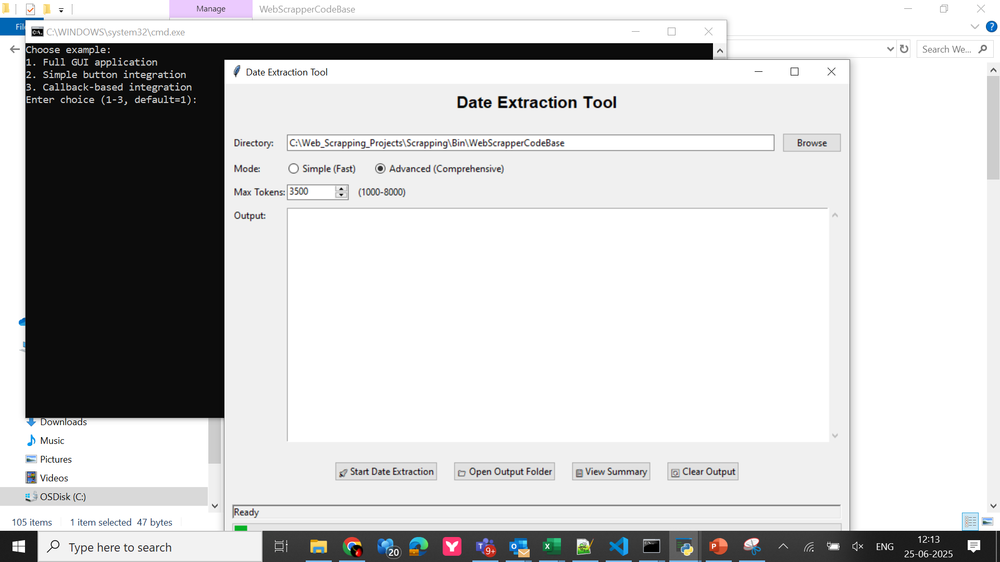 Manage
WebScrapperCodeBase
File
C:\WINDOWS\system32\cmd.exe
Search We...
Choose example:
1. Full GUI application
2. Simple button integration
3. Callback-based integration
Enter choice (1-3, default=1):
Date Extraction Tool
Date Extraction Tool
Directory:
C:\Web_Scrapping_Projects\Scrapping\Bin\WebScrapperCodeBase
Browse
Mode:
Simple (Fast)
Advanced (Comprehensive)
Max Tokens:
3500
(1000-8000)
Output:
Downloads
Music
Pictures
Videos
OSDisk (C:)
Start Date Extraction
Open Output Folder
View Summary
Clear Output
Ready
105 items
1 item selected 47 bytes
Type here to search
20
9+
ENG
12:13
25-06-2025